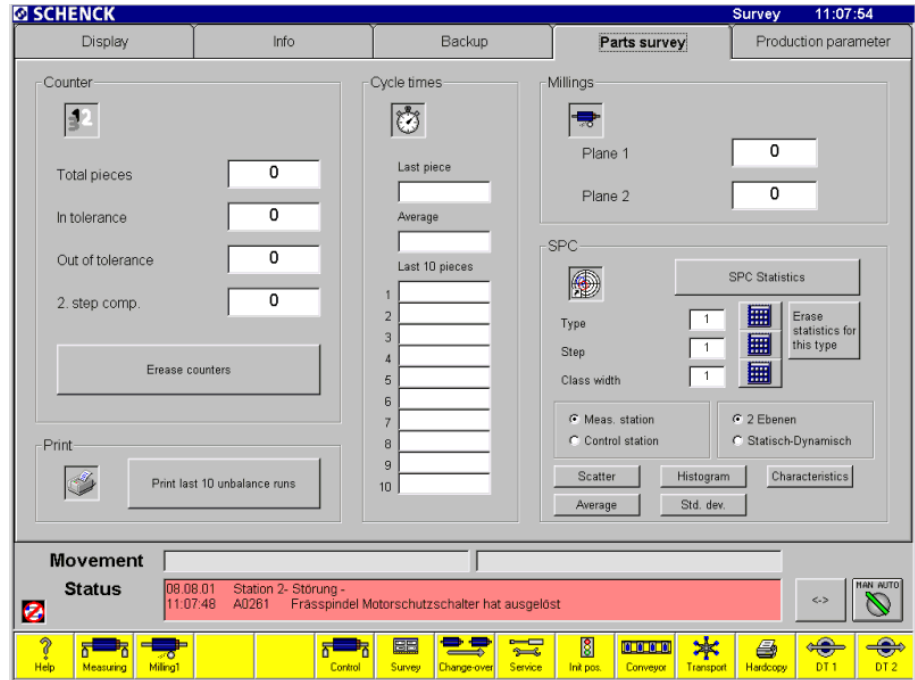 SCHENCK
Survey 11:07:54
Display Info Backup Parts survey Production parameter
Counter
32
Total pieces 0
In tolerance 0
Out of tolerance 0
2. step comp. 0
Erease counters
Print
Print last 10 unbalance runs
Cycle times
Last piece
Average
Last 10 pieces
1
2
3
4
5
6
7
8
9
10
Millings
Plane 1 0
Plane 2 0
SPC
SPC Statistics
Type 1
Step 1
Class width 1
Erase
statistics for
this type
Meas. station
Control station
2 Ebenen
Statisch-Dynamisch
Scatter Histogram Characteristics
Average Std. dev.
Movement
Status
08.08.01 Station 2- Störung -
11:07:48 A0261 Frässpindel Motorschutzschalter hat ausgelöst
<->
MAN AUTO
Help Measuring Milling1 Control Survey Change-over Service Init pos. Conveyor Transport Hardcopy DT 1 DT 2